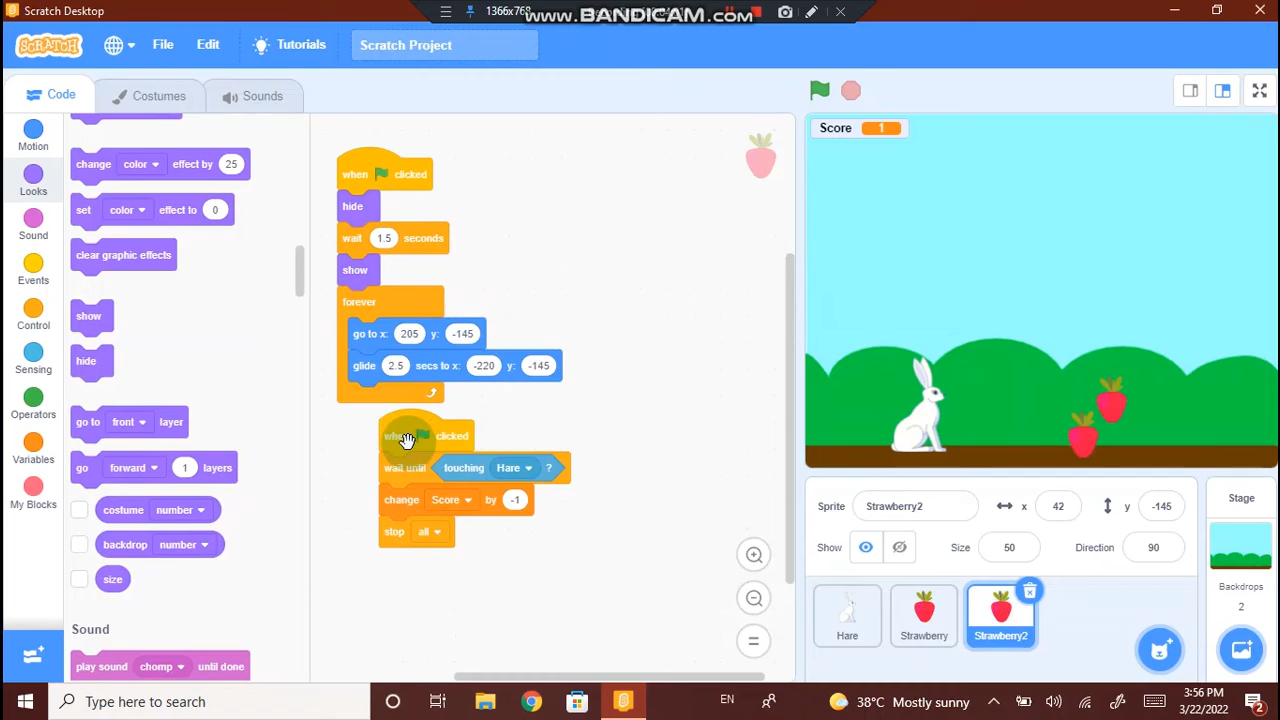 Scratch Desktop
1366x768
www.BANDICAM.com
SCRATCH
File
Edit
Tutorials
Scratch Project
Code
Costumes
Sounds
Motion
Looks
Sound
Events
Control
Sensing
Operators
Variables
My Blocks
change color effect by 25
set color effect to 0
clear graphic effects
show
hide
go to front layer
go forward 1 layers
costume number
backdrop number
size
Sound
play sound chomp until done
when clicked
hide
wait 1.5 seconds
show
forever
go to x: 205 y: -145
glide 2.5 secs to x: -220 y: -145
when clicked
wait until touching Hare ?
change Score by -1
stop all
Score 1
Sprite Strawberry2 x 42 y -145
Show Size 50 Direction 90
Hare
Strawberry
Strawberry2
Stage
Backdrops
2
Type here to search
38°C Mostly sunny
EN
3:56 PM
3/22/2022
2